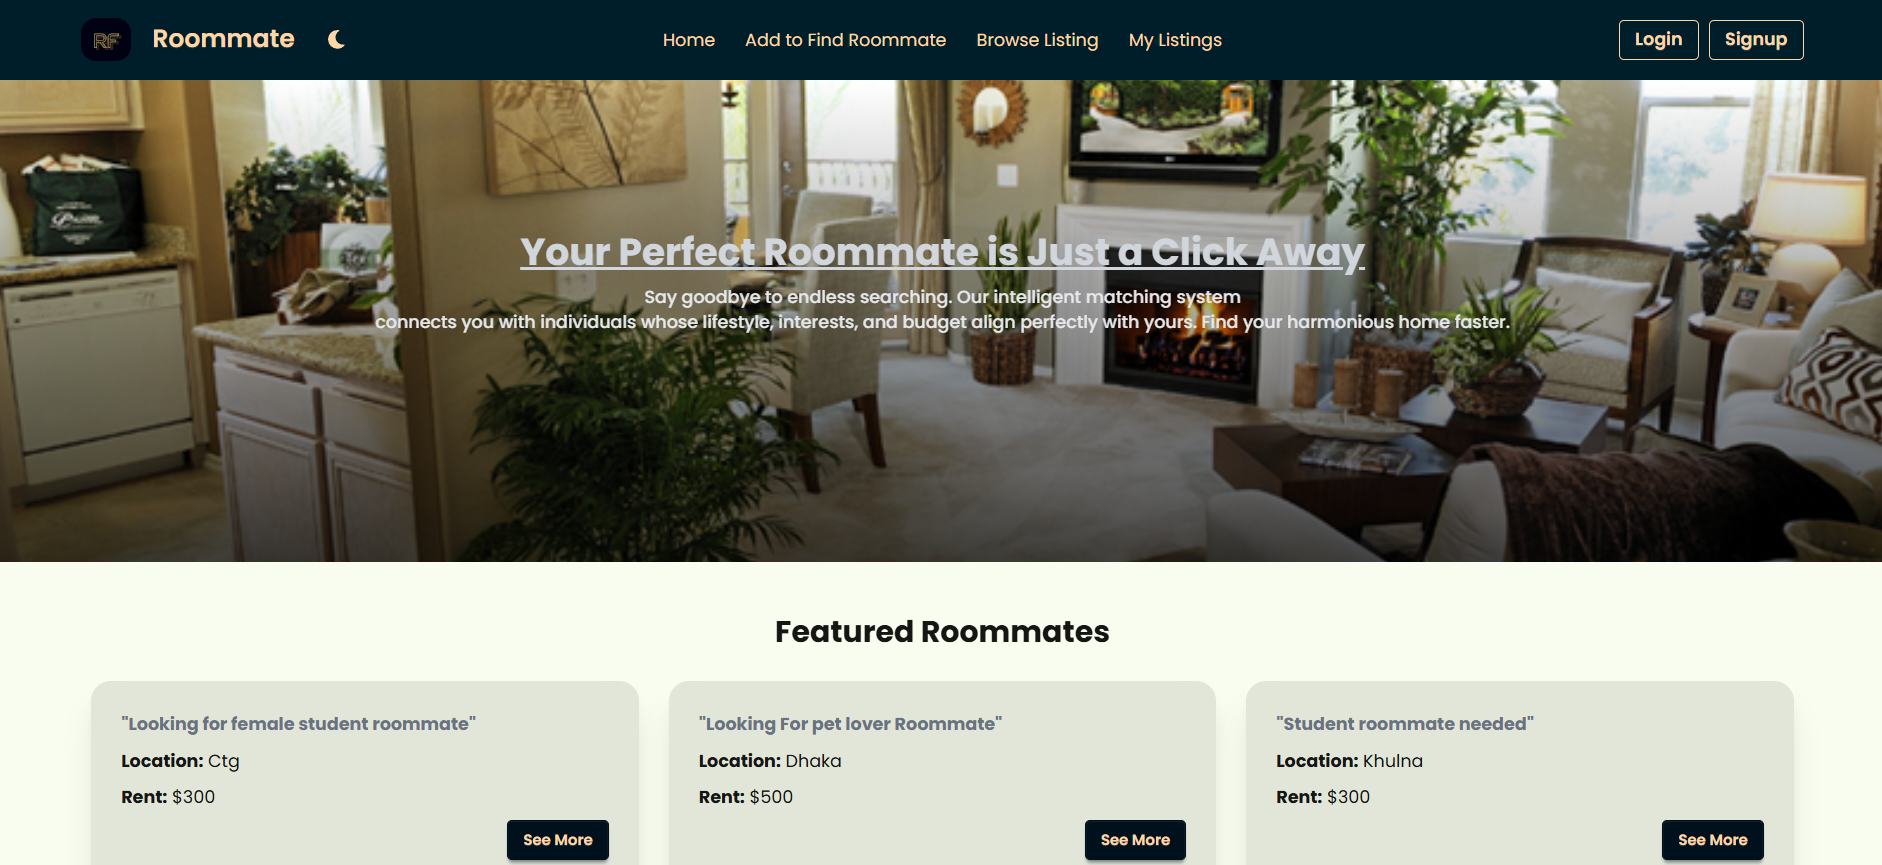 RF Roommate
Home Add to Find Roommate Browse Listing My Listings
Login Signup
Your Perfect Roommate is Just a Click Away
Say goodbye to endless searching. Our intelligent matching system
connects you with individuals whose lifestyle, interests, and budget align perfectly with yours. Find your harmonious home faster.
Featured Roommates
"Looking for female student roommate"
Location: Ctg
Rent: $300
See More
"Looking For pet lover Roommate"
Location: Dhaka
Rent: $500
See More
"Student roommate needed"
Location: Khulna
Rent: $300
See More